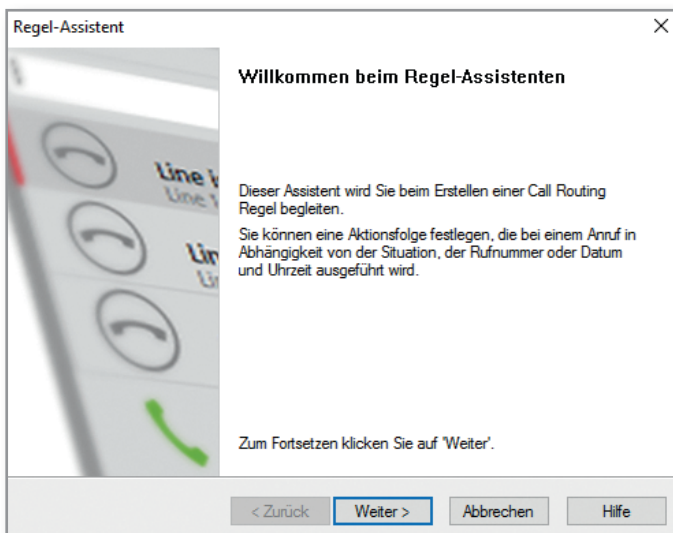 Regel-Assistent
Willkommen beim Regel-Assistenten
Line
Line
Dieser Assistent wird Sie beim Erstellen einer Call Routing
Regel begleiten.
Sie können eine Aktionsfolge festlegen, die bei einem Anruf in
Abhängigkeit von der Situation, der Rufnummer oder Datum
und Uhrzeit ausgeführt wird.
Zum Fortsetzen klicken Sie auf 'Weiter'.
< Zurück
Weiter >
Abbrechen
Hilfe